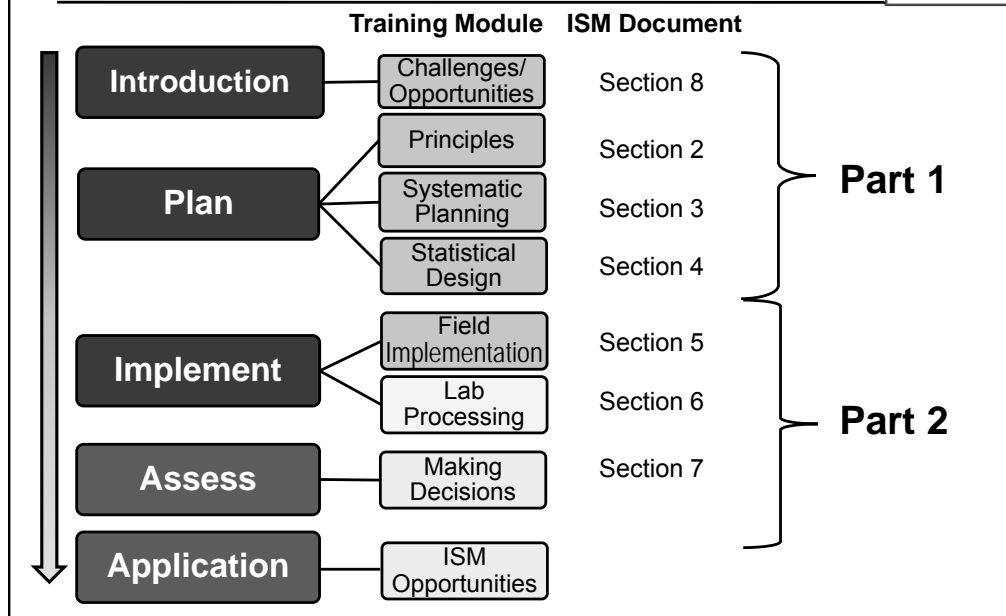 Training Module ISM Document
Introduction
Challenges/
Opportunities
Section 8
Plan
Principles
Section 2
Systematic
Planning
Section 3
Statistical
Design
Section 4
Part 1
Implement
Field
Implementation
Section 5
Lab
Processing
Section 6
Part 2
Assess
Making
Decisions
Section 7
Application
ISM
Opportunities